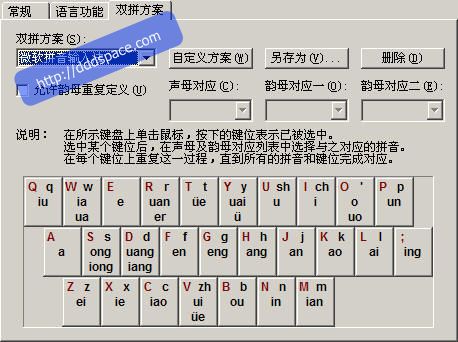 常规 语言功能 双拼方案
双拼方案(S):
微软拼音输入 自定义方案(W) 另存为(V)... 删除(D)
http://dddspace.com
允许韵母重复定义(U) 声母对应(C): 韵母对应一(O): 韵母对应二(E):
说明: 在所示键盘上单击鼠标，按下的键位表示已被选中。
选中某个键位后，在声母及韵母对应列表中选择与之对应的拼音。
在每个键位上重复这一过程，直到所有的拼音和键位完成对应。
Q q W w E R r T t Y y U sh I ch O ' P p
iu ia e uan üe uai u i o un
ua er ü uo
A S s D d F f G g H h J j K k L l ;
a ong uang en eng ang an ao ai ing
iong iang
Z z X x C c V zh B b N n M m
ei ie iao ui ou in ian
üe